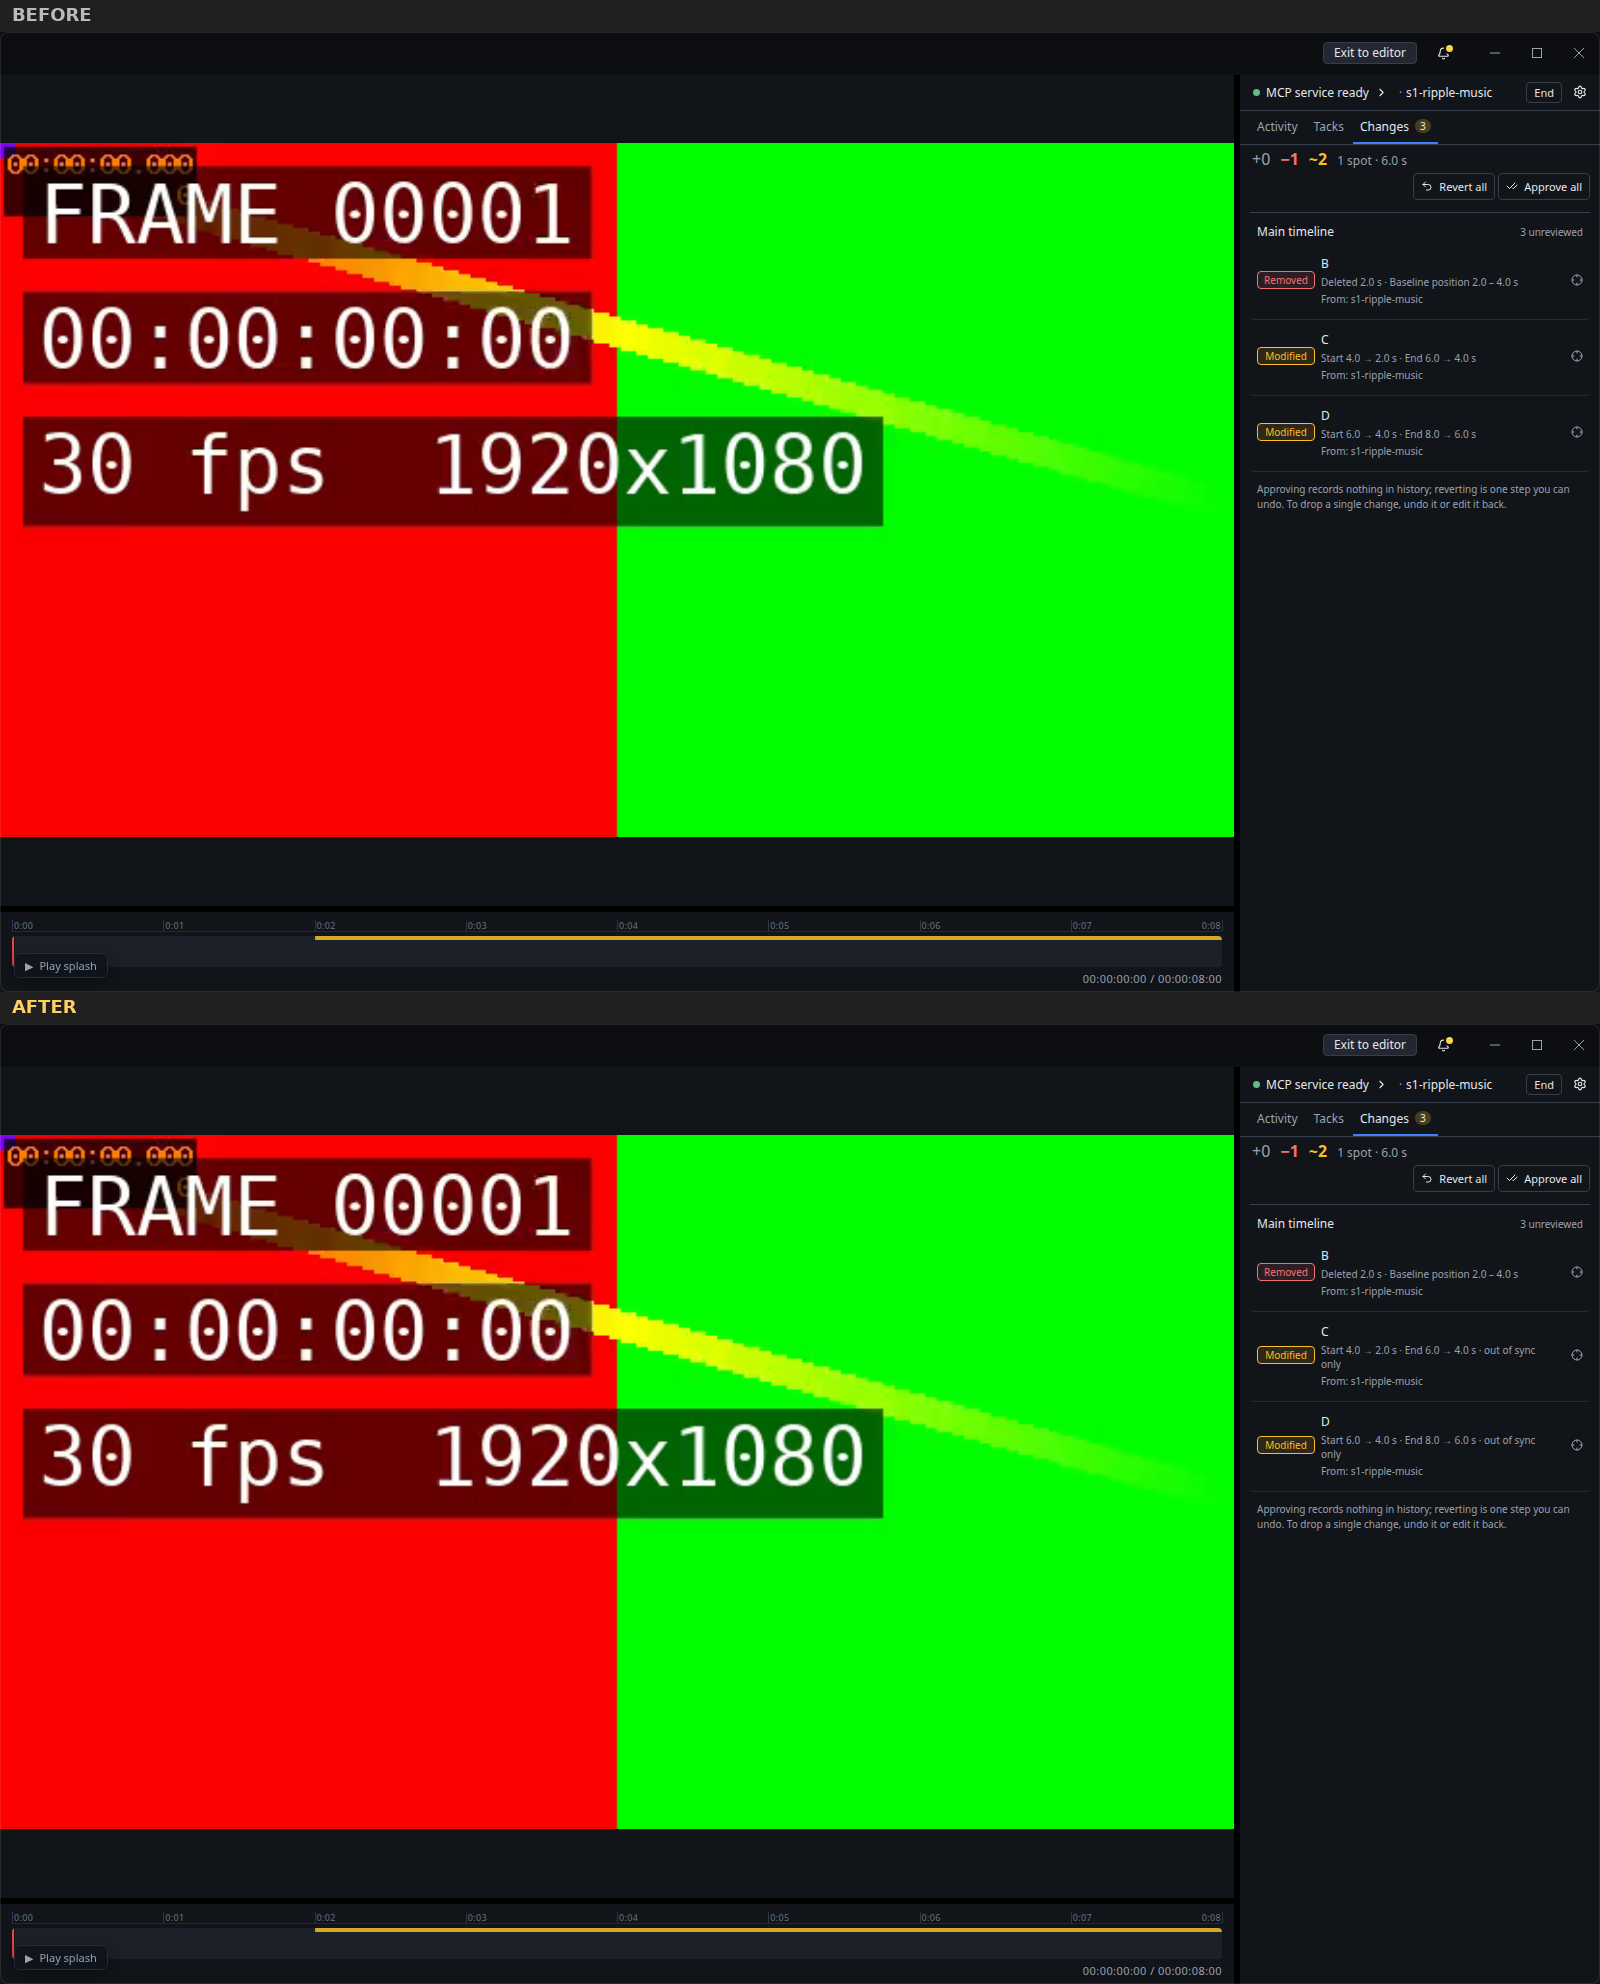 BEFORE
Exit to editor
MCP service ready · s1-ripple-music End
Activity Tacks Changes 3
+0 −1 ~2 1 spot · 6.0 s
Revert all Approve all
Main timeline 3 unreviewed
B
Removed Deleted 2.0 s · Baseline position 2.0 – 4.0 s
From: s1-ripple-music
C
Modified Start 4.0 → 2.0 s · End 6.0 → 4.0 s
From: s1-ripple-music
D
Modified Start 6.0 → 4.0 s · End 8.0 → 6.0 s
From: s1-ripple-music
Approving records nothing in history; reverting is one step you can
undo. To drop a single change, undo it or edit it back.
00:00:00.000
0
FRAME 00001
00:00:00:00
30 fps 1920x1080
0:00 0:01 0:02 0:03 0:04 0:05 0:06 0:07 0:08
▶ Play splash
00:00:00:00 / 00:00:08:00
AFTER
Exit to editor
MCP service ready · s1-ripple-music End
Activity Tacks Changes 3
+0 −1 ~2 1 spot · 6.0 s
Revert all Approve all
Main timeline 3 unreviewed
B
Removed Deleted 2.0 s · Baseline position 2.0 – 4.0 s
From: s1-ripple-music
C
Modified Start 4.0 → 2.0 s · End 6.0 → 4.0 s · out of sync
only
From: s1-ripple-music
D
Modified Start 6.0 → 4.0 s · End 8.0 → 6.0 s · out of sync
only
From: s1-ripple-music
Approving records nothing in history; reverting is one step you can
undo. To drop a single change, undo it or edit it back.
00:00:00.000
0
FRAME 00001
00:00:00:00
30 fps 1920x1080
0:00 0:01 0:02 0:03 0:04 0:05 0:06 0:07 0:08
▶ Play splash
00:00:00:00 / 00:00:08:00